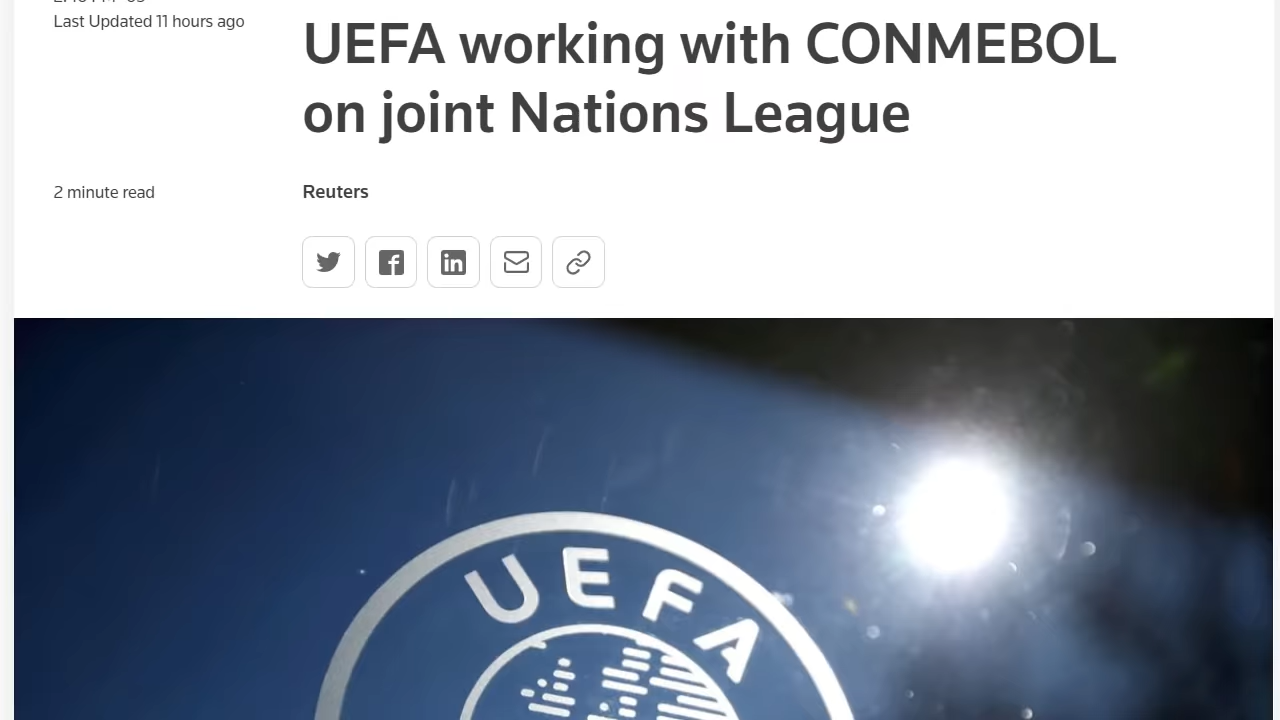 Last Updated 11 hours ago
UEFA working with CONMEBOL
on joint Nations League
2 minute read
Reuters
UEFA